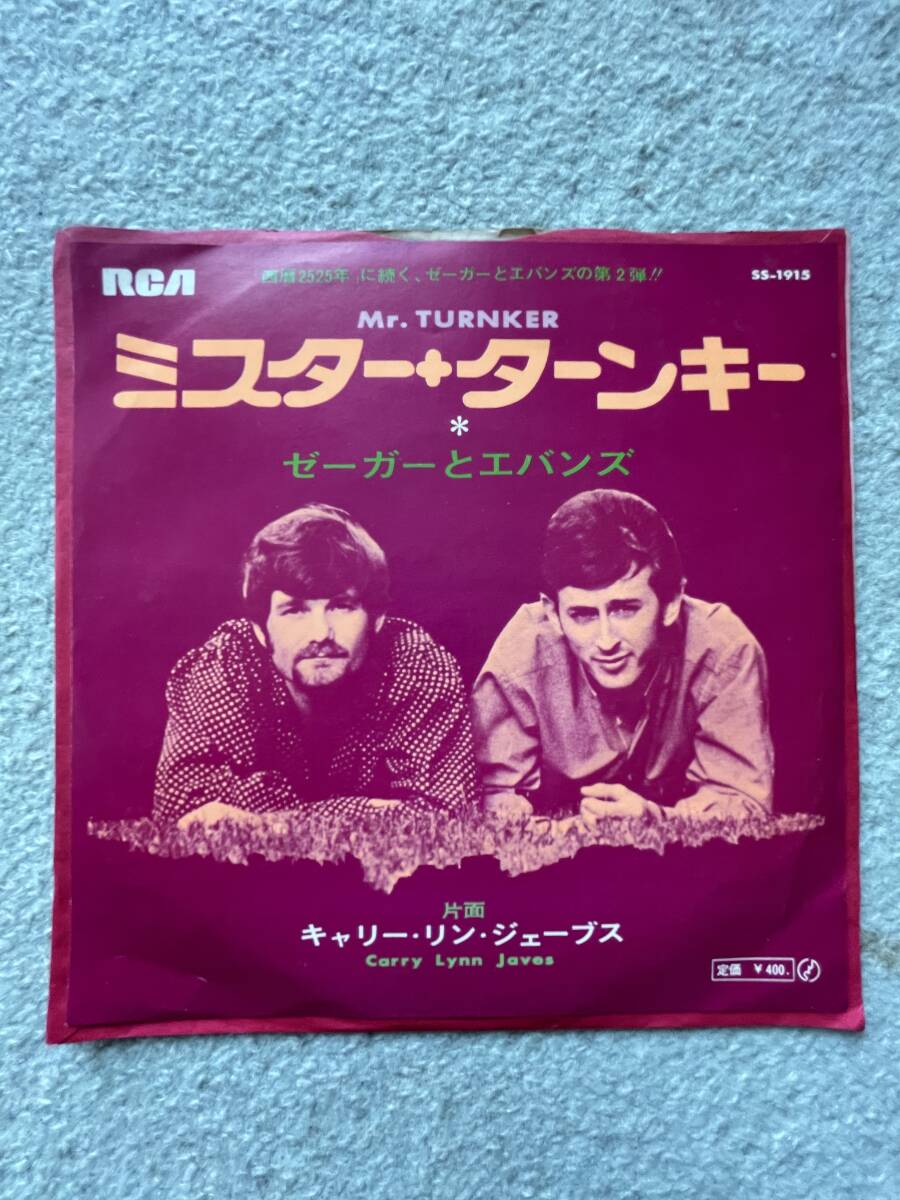 RCA 「西暦2525年」に続く、ゼーガーとエバンズの第2弾!! SS-1915
Mr. TURNKER
ミスター・ターンキー
*
ゼーガーとエバンズ
片面
キャリー・リン・ジェーブス
Carry Lynn Javes
定価 ¥400.